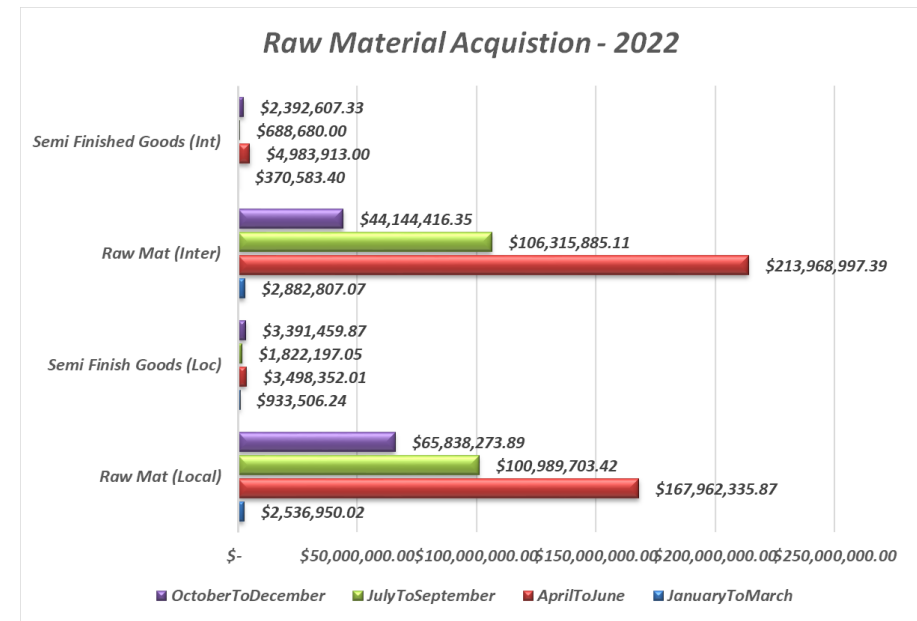 Raw Material Acquistion - 2022
Semi Finished Goods (Int)
$2,392,607.33
$688,680.00
$4,983,913.00
$370,583.40
Raw Mat (Inter)
$44,144,416.35
$106,315,885.11
$213,968,997.39
$2,882,807.07
Semi Finish Goods (Loc)
$3,391,459.87
$1,822,197.05
$3,498,352.01
$933,506.24
Raw Mat (Local)
$65,838,273.89
$100,989,703.42
$167,962,335.87
$2,536,950.02
$- $50,000,000.00 $100,000,000.00 $150,000,000.00 $200,000,000.00 $250,000,000.00
OctoberToDecember JulyToSeptember AprilToJune JanuaryToMarch